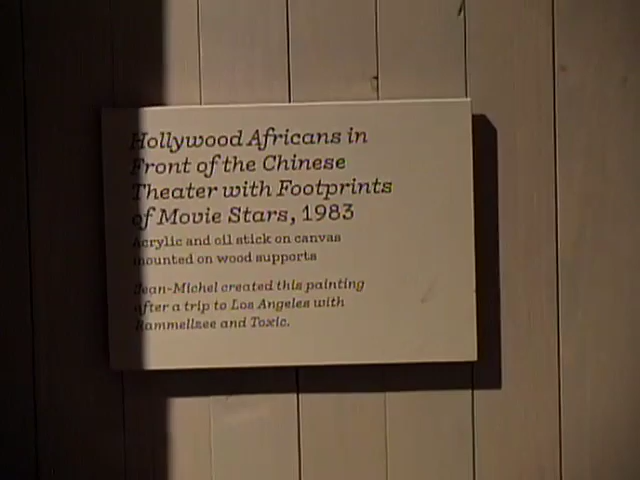 Hollywood Africans in
Front of the Chinese
Theater with Footprints
of Movie Stars, 1983
Acrylic and oil stick on canvas
mounted on wood supports
Jean-Michel created this painting
after a trip to Los Angeles with
Rammellzee and Toxic.